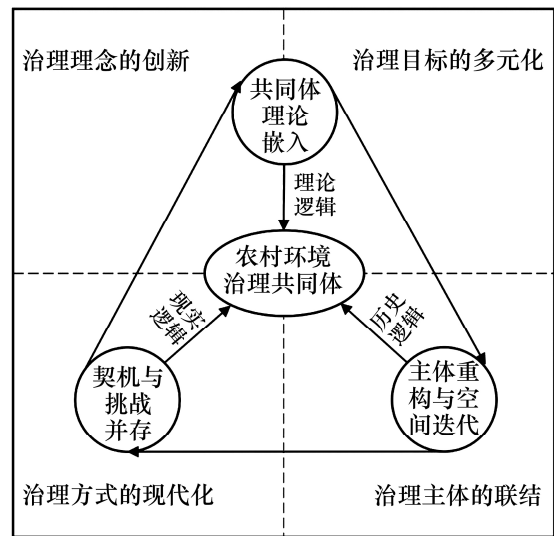 治理理念的创新
治理目标的多元化
共同体
理论
嵌入
理论
逻辑
农村环境
治理共同体
现实
逻辑
历史
逻辑
契机与
挑战
并存
主体重
构与空
间迭代
治理方式的现代化
治理主体的联结